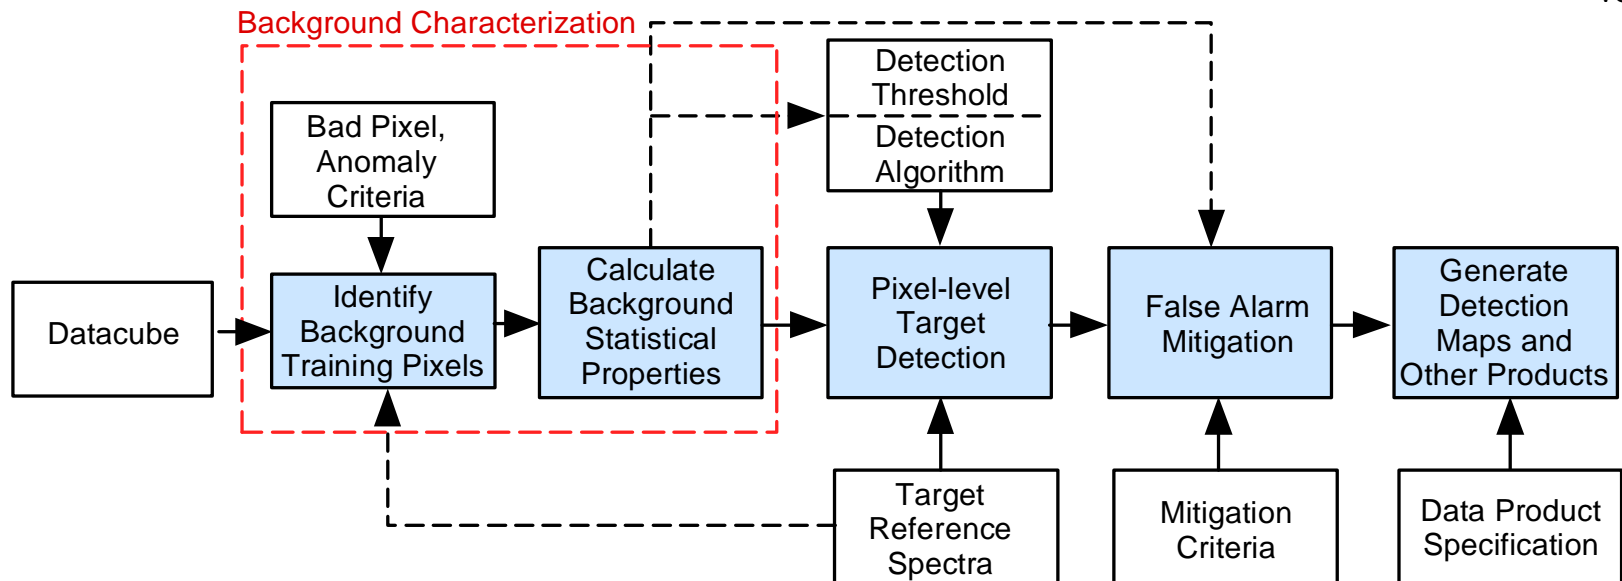 Background Characterization
Detection
Threshold
Detection
Algorithm
Bad Pixel,
Anomaly
Criteria
Datacube
Identify
Background
Training Pixels
Calculate
Background
Statistical
Properties
Pixel-level
Target
Detection
False Alarm
Mitigation
Generate
Detection
Maps and
Other Products
Target
Reference
Spectra
Mitigation
Criteria
Data Product
Specification